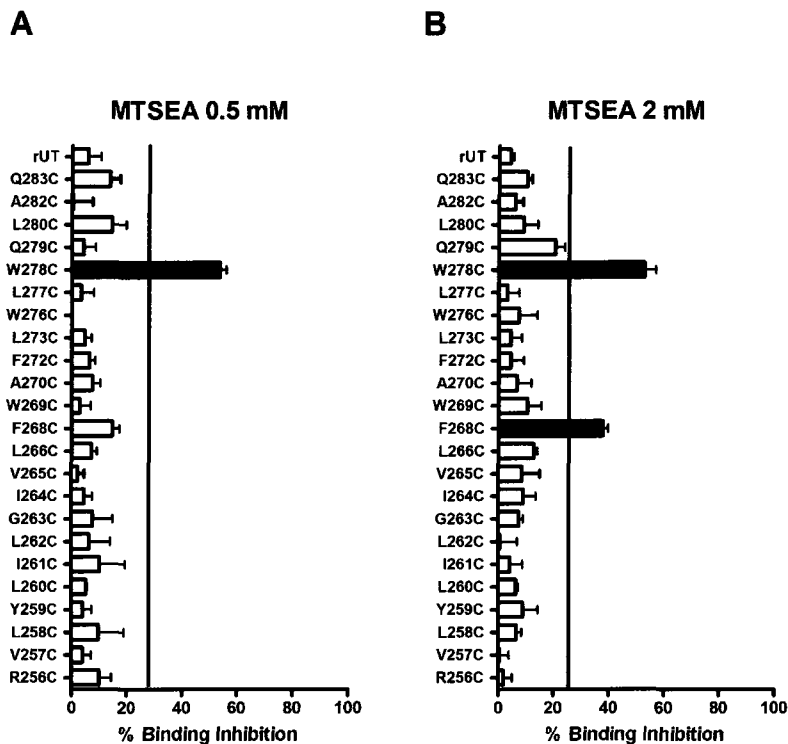 A
MTSEA 0.5 mM
rUT
Q283C
A282C
L280C
Q279C
W278C
L277C
W276C
L273C
F272C
A270C
W269C
F268C
L266C
V265C
I264C
G263C
L262C
I261C
L260C
Y259C
L258C
V257C
R256C
0 20 40 60 80 100
% Binding Inhibition
B
MTSEA 2 mM
rUT
Q283C
A282C
L280C
Q279C
W278C
L277C
W276C
L273C
F272C
A270C
W269C
F268C
L266C
V265C
I264C
G263C
L262C
I261C
L260C
Y259C
L258C
V257C
R256C
0 20 40 60 80 100
% Binding Inhibition